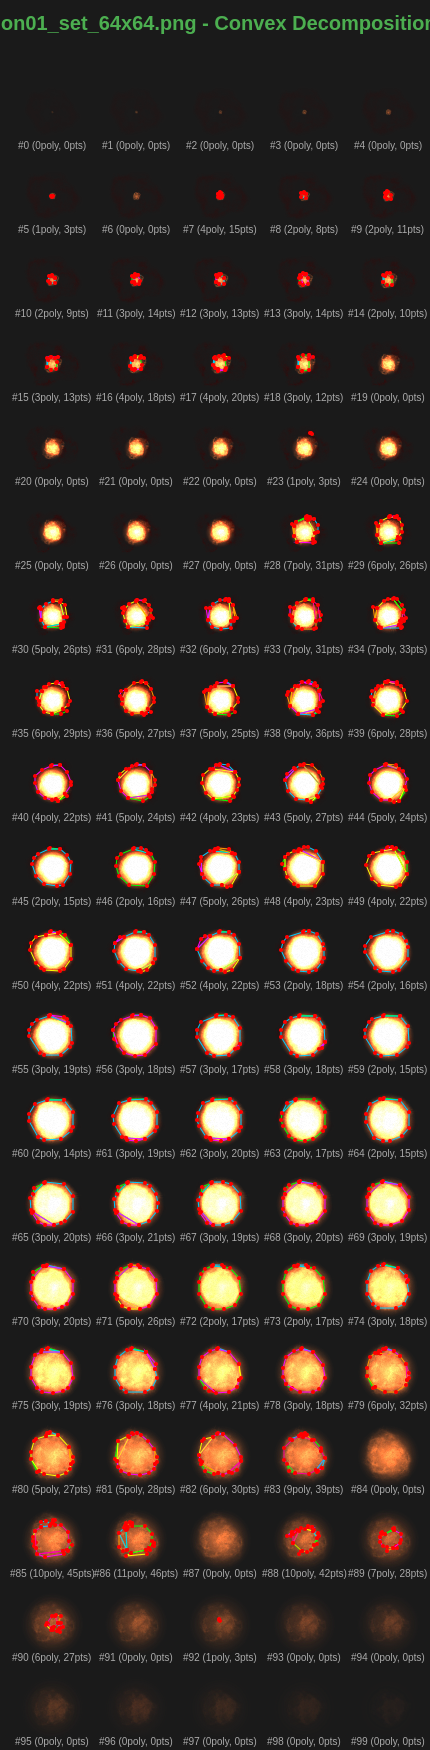 on01_set_64x64.png - Convex Decomposition
#0 (0poly, 0pts) #1 (0poly, 0pts) #2 (0poly, 0pts) #3 (0poly, 0pts) #4 (0poly, 0pts)
#5 (1poly, 3pts) #6 (0poly, 0pts) #7 (4poly, 15pts) #8 (2poly, 8pts) #9 (2poly, 11pts)
#10 (2poly, 9pts) #11 (3poly, 14pts) #12 (3poly, 13pts) #13 (3poly, 14pts) #14 (2poly, 10pts)
#15 (3poly, 13pts) #16 (4poly, 18pts) #17 (4poly, 20pts) #18 (3poly, 12pts) #19 (0poly, 0pts)
#20 (0poly, 0pts) #21 (0poly, 0pts) #22 (0poly, 0pts) #23 (1poly, 3pts) #24 (0poly, 0pts)
#25 (0poly, 0pts) #26 (0poly, 0pts) #27 (0poly, 0pts) #28 (7poly, 31pts) #29 (6poly, 26pts)
#30 (5poly, 26pts) #31 (6poly, 28pts) #32 (6poly, 27pts) #33 (7poly, 31pts) #34 (7poly, 33pts)
#35 (6poly, 29pts) #36 (5poly, 27pts) #37 (5poly, 25pts) #38 (9poly, 36pts) #39 (6poly, 28pts)
#40 (4poly, 22pts) #41 (5poly, 24pts) #42 (4poly, 23pts) #43 (5poly, 27pts) #44 (5poly, 24pts)
#45 (2poly, 15pts) #46 (2poly, 16pts) #47 (5poly, 26pts) #48 (4poly, 23pts) #49 (4poly, 22pts)
#50 (4poly, 22pts) #51 (4poly, 22pts) #52 (4poly, 22pts) #53 (2poly, 18pts) #54 (2poly, 16pts)
#55 (3poly, 19pts) #56 (3poly, 18pts) #57 (3poly, 17pts) #58 (3poly, 18pts) #59 (2poly, 15pts)
#60 (2poly, 14pts) #61 (3poly, 19pts) #62 (3poly, 20pts) #63 (2poly, 17pts) #64 (2poly, 15pts)
#65 (3poly, 20pts) #66 (3poly, 21pts) #67 (3poly, 19pts) #68 (3poly, 20pts) #69 (3poly, 19pts)
#70 (3poly, 20pts) #71 (5poly, 26pts) #72 (2poly, 17pts) #73 (2poly, 17pts) #74 (3poly, 18pts)
#75 (3poly, 19pts) #76 (3poly, 18pts) #77 (4poly, 21pts) #78 (3poly, 18pts) #79 (6poly, 32pts)
#80 (5poly, 27pts) #81 (5poly, 28pts) #82 (6poly, 30pts) #83 (9poly, 39pts) #84 (0poly, 0pts)
#85 (10poly, 45pts) #86 (11poly, 46pts) #87 (0poly, 0pts) #88 (10poly, 42pts) #89 (7poly, 28pts)
#90 (6poly, 27pts) #91 (0poly, 0pts) #92 (1poly, 3pts) #93 (0poly, 0pts) #94 (0poly, 0pts)
#95 (0poly, 0pts) #96 (0poly, 0pts) #97 (0poly, 0pts) #98 (0poly, 0pts) #99 (0poly, 0pts)